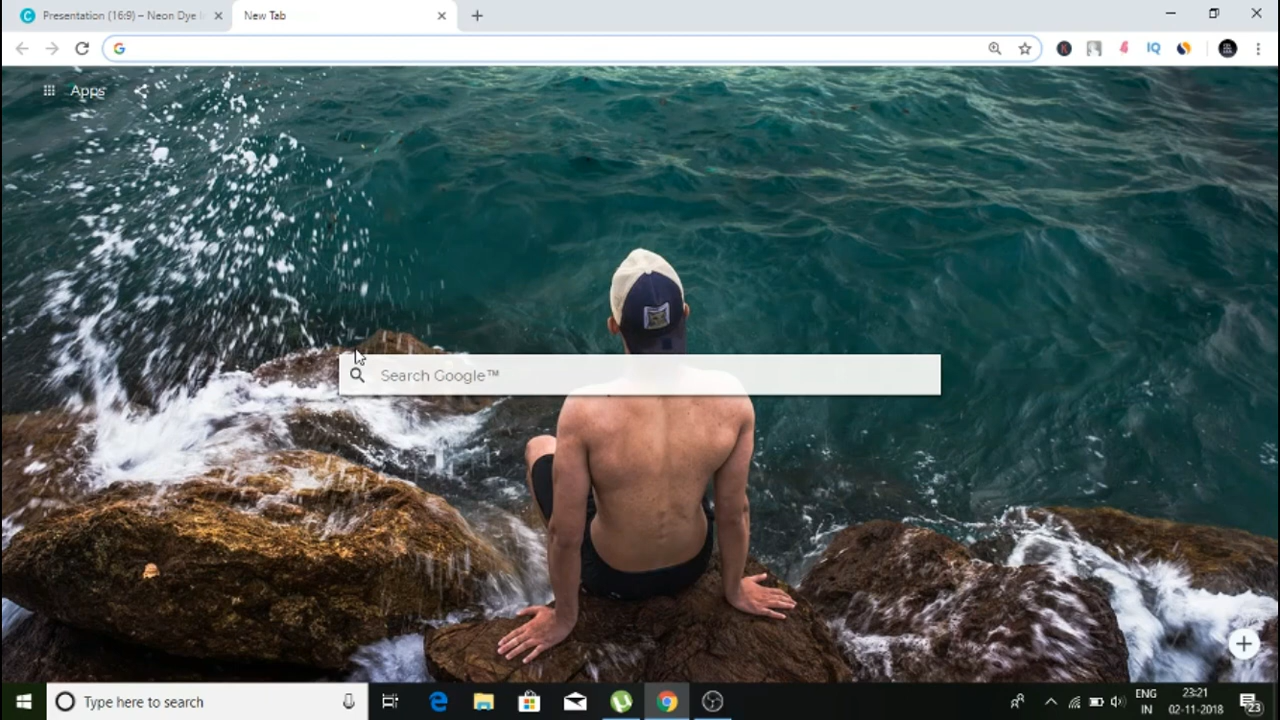 Presentation (16:9) – Neon Dye
New Tab
IQ
Apps
Search Google™
Type here to search
ENG
IN
23:21
02-11-2018
23